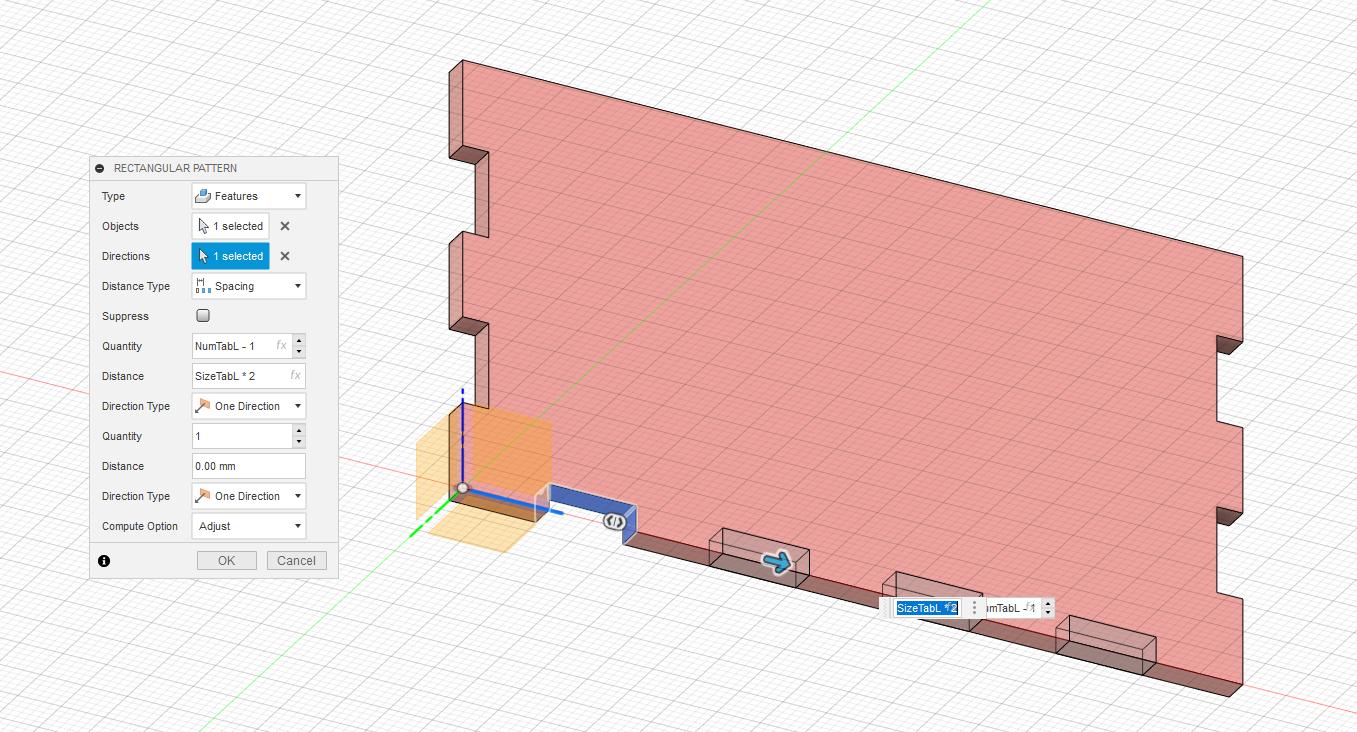 RECTANGULAR PATTERN
Type Features
Objects 1 selected
Directions 1 selected
Distance Type Spacing
Suppress
Quantity NumTabL - 1 fx
Distance SizeTabL * 2 fx
Direction Type One Direction
Quantity 1
Distance 0.00 mm
Direction Type One Direction
Compute Option Adjust
OK Cancel
SizeTabL * 2